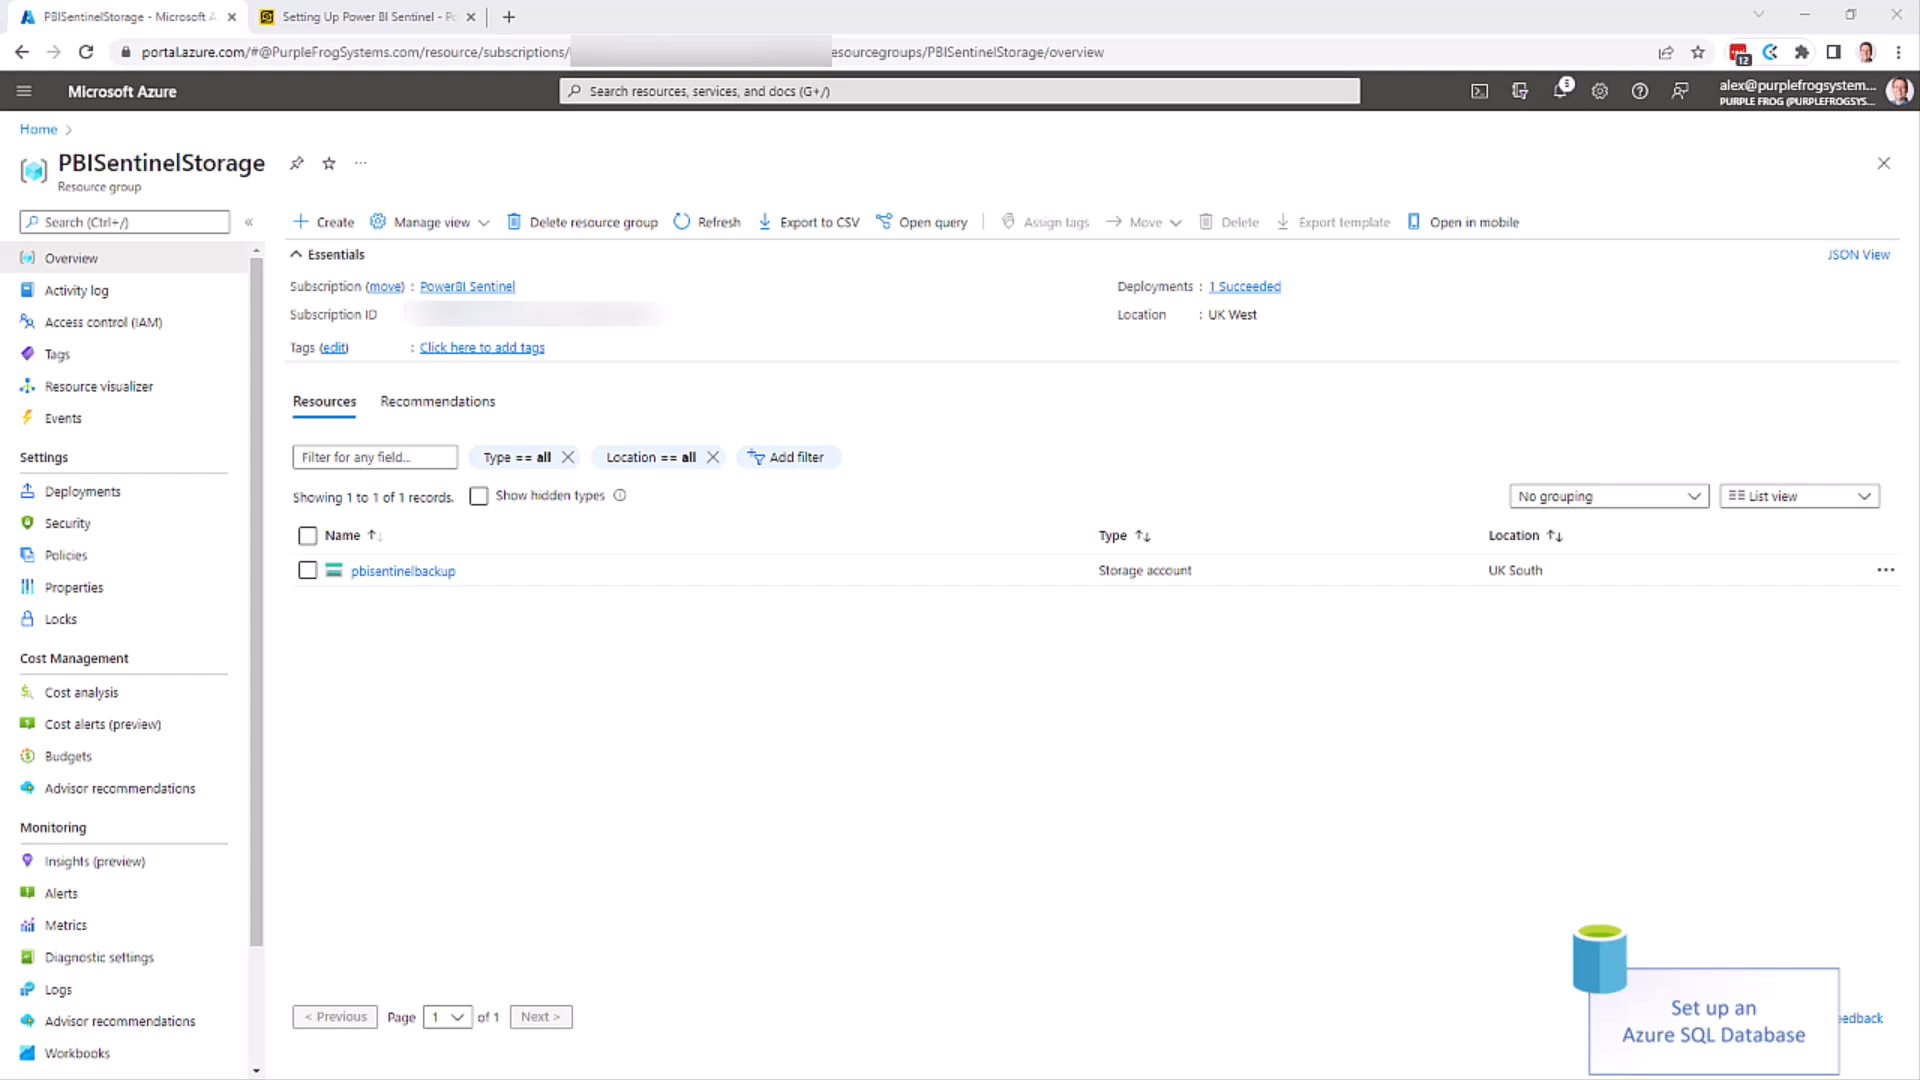 PBISentinelStorage - Microsoft A
Setting Up Power BI Sentinel - Po
portal.azure.com/#@PurpleFrogSystems.com/resource/subscriptions/
esourcegroups/PBISentinelStorage/overview
12
Microsoft Azure
Search resources, services, and docs (G+/)
5
alex@purplefrogsystem...
PURPLE FROG (PURPLEFROGSYS...
Home
PBISentinelStorage
Resource group
Search (Ctrl+/)
Create
Manage view
Delete resource group
Refresh
Export to CSV
Open query
Assign tags
Move
Delete
Export template
Open in mobile
Overview
Activity log
Access control (IAM)
Tags
Resource visualizer
Events
Settings
Deployments
Security
Policies
Properties
Locks
Cost Management
Cost analysis
Cost alerts (preview)
Budgets
Advisor recommendations
Monitoring
Insights (preview)
Alerts
Metrics
Diagnostic settings
Logs
Advisor recommendations
Workbooks
Essentials
JSON View
Subscription (move) : PowerBI Sentinel
Deployments : 1 Succeeded
Subscription ID
Location : UK West
Tags (edit) : Click here to add tags
Resources
Recommendations
Filter for any field...
Type == all
Location == all
Add filter
Showing 1 to 1 of 1 records.
Show hidden types
No grouping
List view
Name
Type
Location
pbisentinelbackup
Storage account
UK South
< Previous
Page 1 of 1
Next >
eedback
Set up an
Azure SQL Database